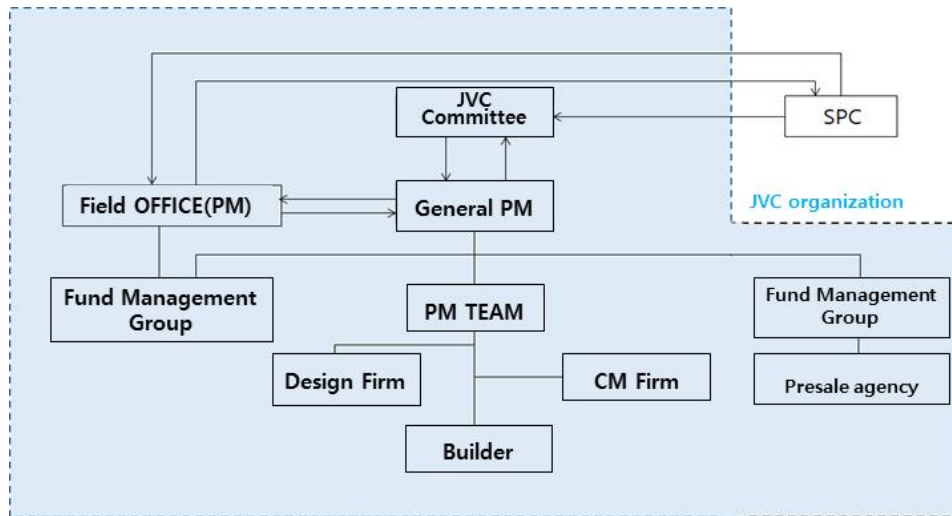 JVC
Committee
SPC
Field OFFICE(PM)
General PM
JVC organization
Fund Management
Group
PM TEAM
Fund Management
Group
Design Firm
CM Firm
Presale agency
Builder